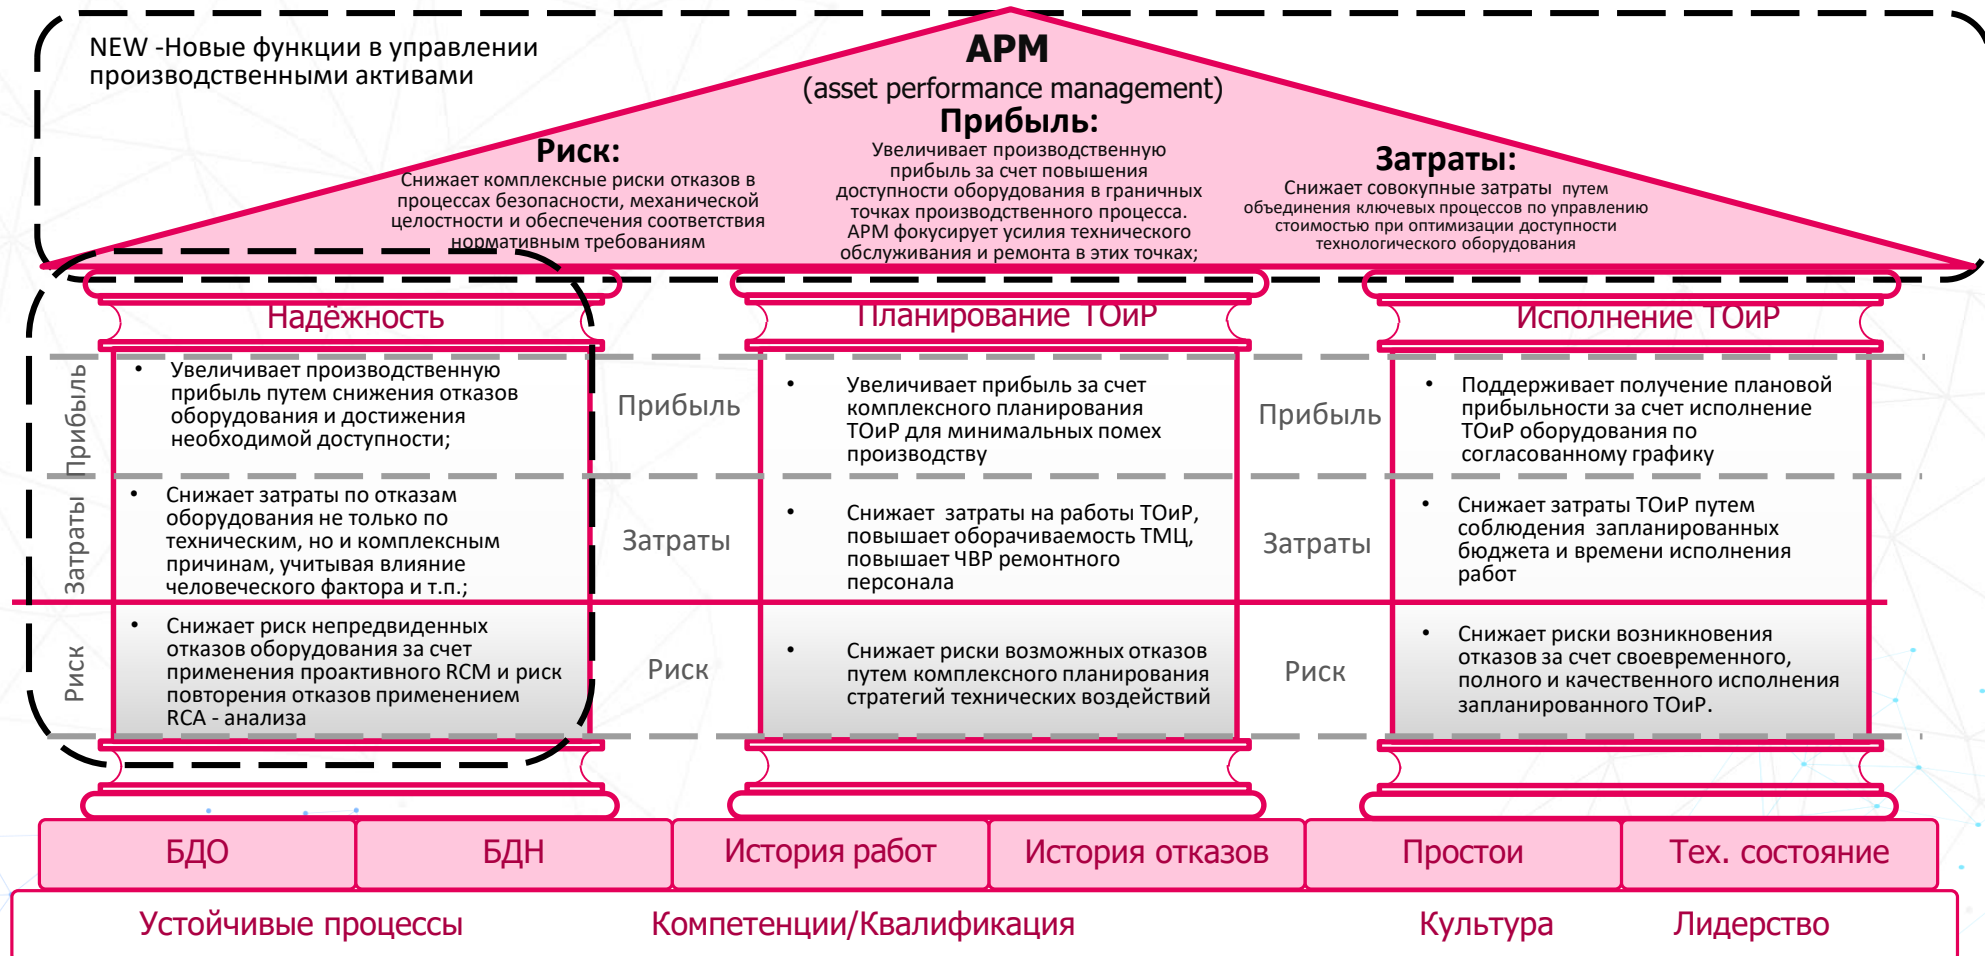 NEW -Новые функции в управлении
производственными активами
APM
(asset performance management)
Прибыль:
Увеличивает производственную
прибыль за счет повышения
доступности оборудования в граничных
точках производственного процесса.
APM фокусирует усилия технического
обслуживания и ремонта в этих точках;
Риск:
Снижает комплексные риски отказов в
процессах безопасности, механической
целостности и обеспечения соответствия
нормативным требованиям
Затраты:
Снижает совокупные затраты путем
объединения ключевых процессов по управлению
стоимостью при оптимизации доступности
технологического оборудования
Надёжность
Планирование ТОиР
Исполнение ТОиР
Прибыль
• Увеличивает производственную
прибыль путем снижения отказов
оборудования и достижения
необходимой доступности;
Прибыль
• Увеличивает прибыль за счет
комплексного планирования
ТОиР для минимальных помех
производству
Прибыль
• Поддерживает получение плановой
прибыльности за счет исполнение
ТОиР оборудования по
согласованному графику
Затраты
• Снижает затраты по отказам
оборудования не только по
техническим, но и комплексным
причинам, учитывая влияние
человеческого фактора и т.п.;
Затраты
• Снижает затраты на работы ТОиР,
повышает оборачиваемость ТМЦ,
повышает ЧВР ремонтного
персонала
Затраты
• Снижает затраты ТОиР путем
соблюдения запланированных
бюджета и времени исполнения
работ
Риск
• Снижает риск непредвиденных
отказов оборудования за счет
применения проактивного RCM и риск
повторения отказов применением
RCA - анализа
Риск
• Снижает риски возможных отказов
путем комплексного планирования
стратегий технических воздействий
Риск
• Снижает риски возникновения
отказов за счет своевременного,
полного и качественного исполнения
запланированного ТОиР.
БДО
БДН
История работ
История отказов
Простои
Тех. состояние
Устойчивые процессы
Компетенции/Квалификация
Культура
Лидерство